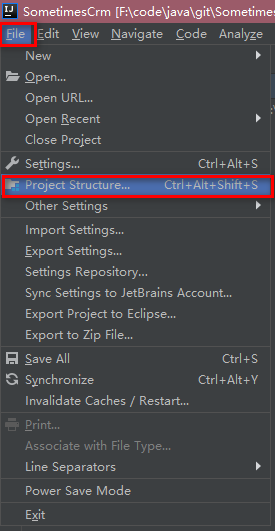 IJ SometimesCrm [F:\code\java\git\Sometimes
File Edit View Navigate Code Analyze
New
Open...
Open URL...
Open Recent
Close Project
Settings... Ctrl+Alt+S
Project Structure... Ctrl+Alt+Shift+S
Other Settings
Import Settings...
Export Settings...
Settings Repository...
Sync Settings to JetBrains Account...
Export Project to Eclipse...
Export to Zip File...
Save All Ctrl+S
Synchronize Ctrl+Alt+Y
Invalidate Caches / Restart...
Print...
Associate with File Type...
Line Separators
Power Save Mode
Exit